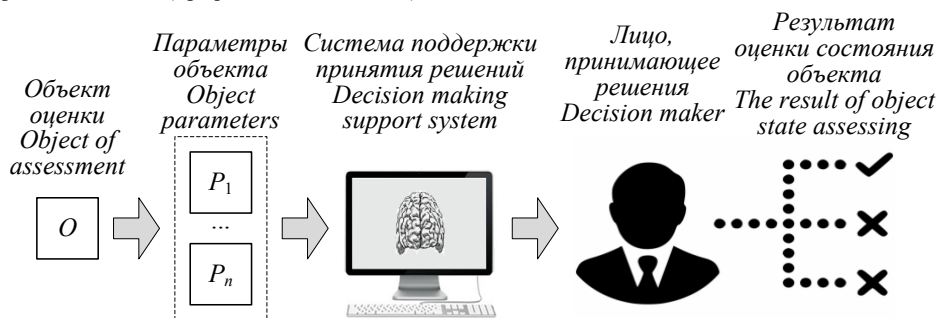 Объект
оценки
Object of
assessment
O
Параметры
объекта
Object
parameters
P1
...
Pn
Система поддержки
принятия решений
Decision making
support system
Лицо,
принимающее
решения
Decision maker
Результат
оценки состояния
объекта
The result of object
state assessing